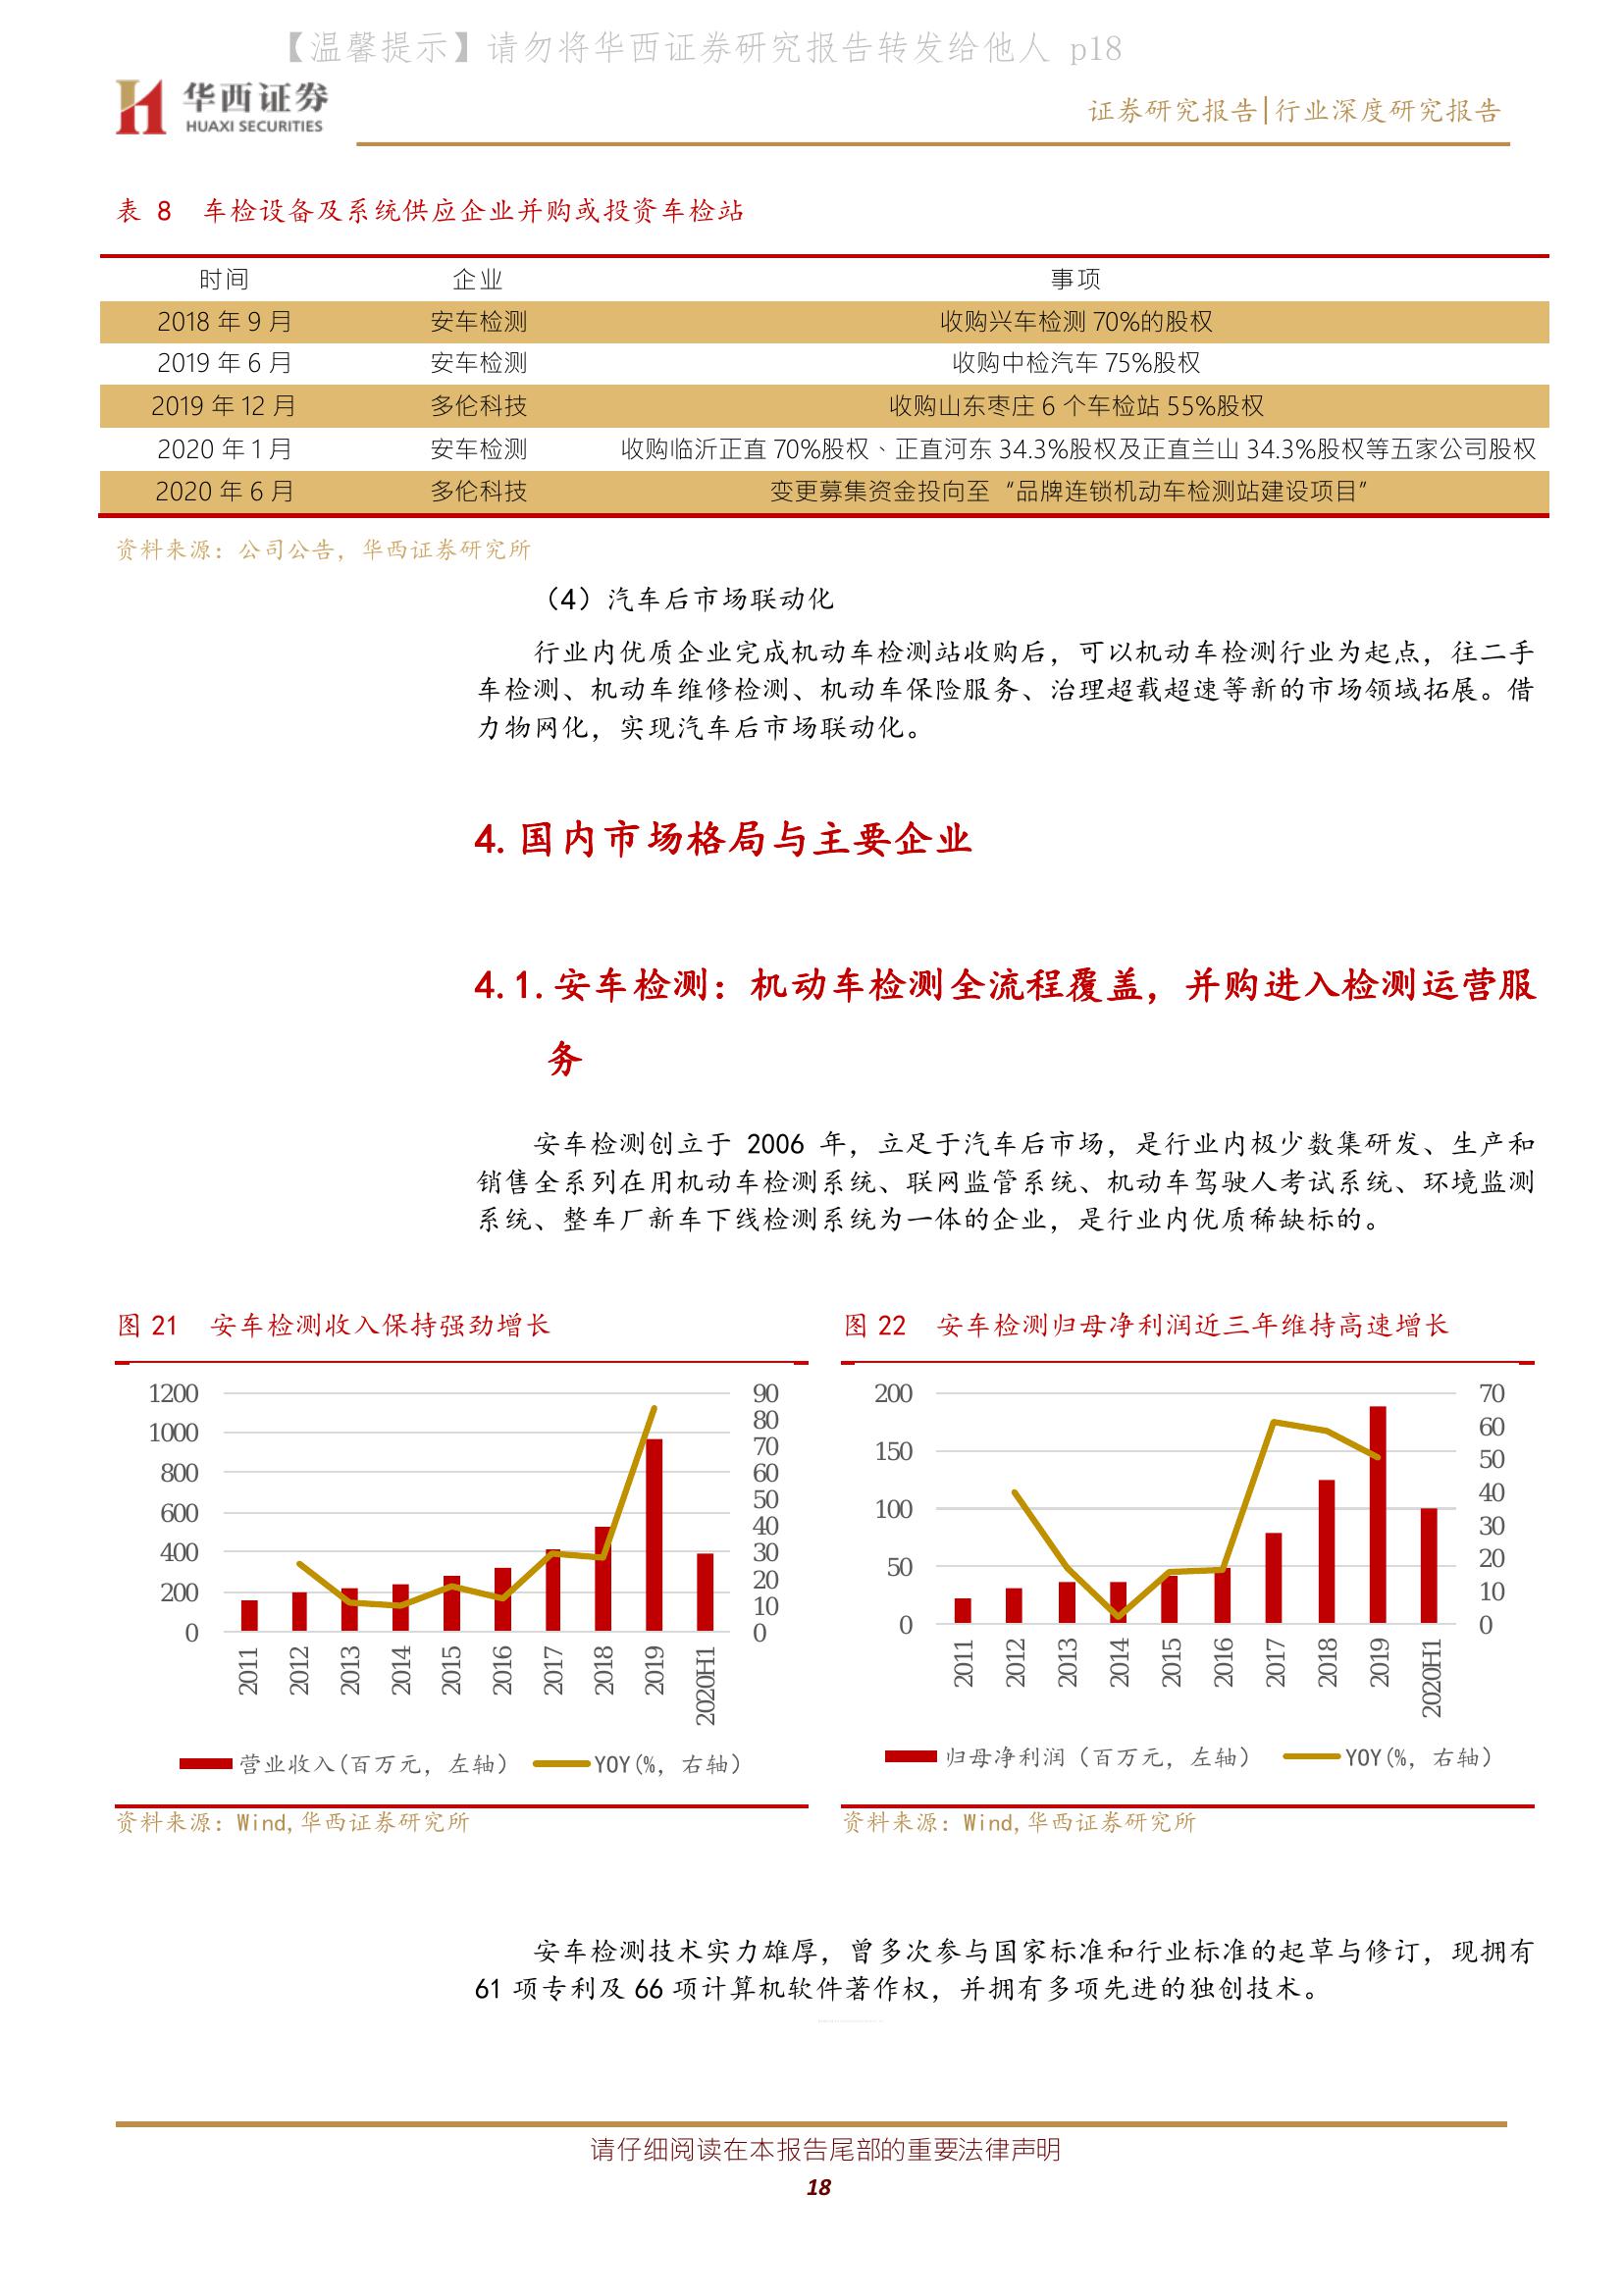 【温馨提示】请勿将华西证券研究报告转发给他人 p18
华西证券
HUAXI SECURITIES
证券研究报告|行业深度研究报告
表 8 车检设备及系统供应企业并购或投资车检站
时间 企业 事项
2018 年 9 月 安车检测 收购兴车检测 70%的股权
2019 年 6 月 安车检测 收购中检汽车 75%股权
2019 年 12 月 多伦科技 收购山东枣庄 6 个车检站 55%股权
2020 年 1 月 安车检测 收购临沂正直 70%股权、正直河东 34.3%股权及正直兰山 34.3%股权等五家公司股权
2020 年 6 月 多伦科技 变更募集资金投向至“品牌连锁机动车检测站建设项目”
资料来源：公司公告，华西证券研究所
（4）汽车后市场联动化
行业内优质企业完成机动车检测站收购后，可以机动车检测行业为起点，往二手
车检测、机动车维修检测、机动车保险服务、治理超载超速等新的市场领域拓展。借
力物网化，实现汽车后市场联动化。
4. 国内市场格局与主要企业
4.1. 安车检测：机动车检测全流程覆盖，并购进入检测运营服
务
安车检测创立于 2006 年，立足于汽车后市场，是行业内极少数集研发、生产和
销售全系列在用机动车检测系统、联网监管系统、机动车驾驶人考试系统、环境监测
系统、整车厂新车下线检测系统为一体的企业，是行业内优质稀缺标的。
图 21 安车检测收入保持强劲增长
1200
1000
800
600
400
200
0
90
80
70
60
50
40
30
20
10
0
2011 2012 2013 2014 2015 2016 2017 2018 2019 2020H1
营业收入(百万元，左轴) YOY(%，右轴)
资料来源：Wind,华西证券研究所
图 22 安车检测归母净利润近三年维持高速增长
200
150
100
50
0
70
60
50
40
30
20
10
0
2011 2012 2013 2014 2015 2016 2017 2018 2019 2020H1
归母净利润（百万元，左轴） YOY(%，右轴)
资料来源：Wind,华西证券研究所
安车检测技术实力雄厚，曾多次参与国家标准和行业标准的起草与修订，现拥有
61 项专利及 66 项计算机软件著作权，并拥有多项先进的独创技术。
请仔细阅读在本报告尾部的重要法律声明
18